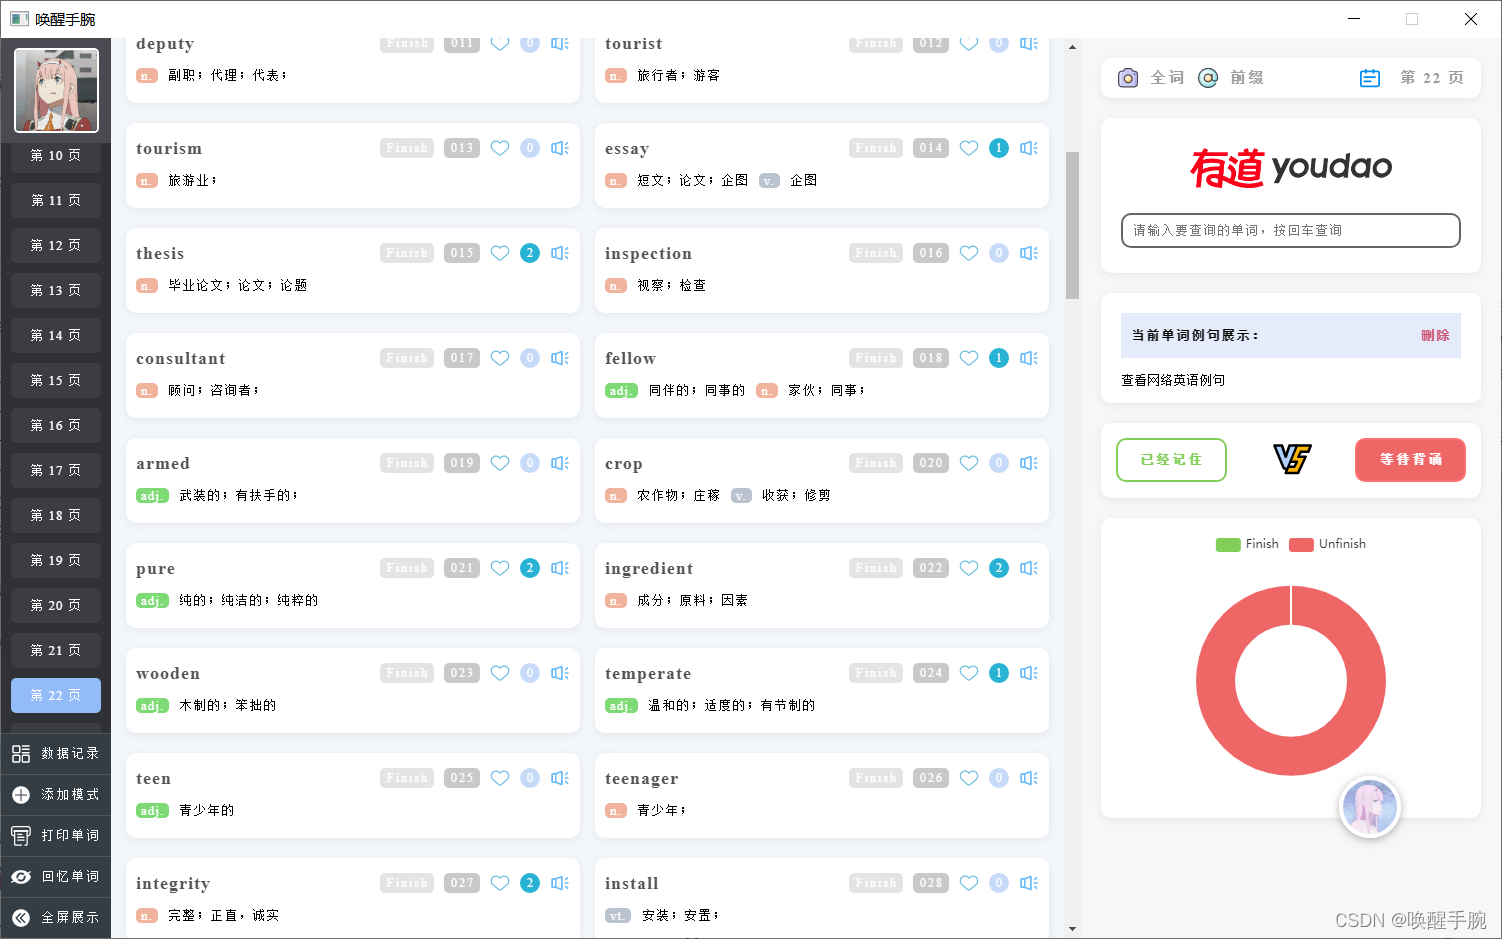 唤醒手腕
第 10 页
第 11 页
第 12 页
第 13 页
第 14 页
第 15 页
第 16 页
第 17 页
第 18 页
第 19 页
第 20 页
第 21 页
第 22 页
数据记录
添加模式
打印单词
回忆单词
全屏展示
deputy Finish 011 0
n. 副职；代理；代表；
tourist Finish 012 0
n. 旅行者；游客
tourism Finish 013 0
n. 旅游业；
essay Finish 014 1
n. 短文；论文；企图 v. 企图
thesis Finish 015 2
n. 毕业论文；论文；论题
inspection Finish 016 0
n. 视察；检查
consultant Finish 017 0
n. 顾问；咨询者；
fellow Finish 018 1
adj. 同伴的；同事的 n. 家伙；同事；
armed Finish 019 0
adj. 武装的；有扶手的；
crop Finish 020 0
n. 农作物；庄稼 v. 收获；修剪
pure Finish 021 2
adj. 纯的；纯洁的；纯粹的
ingredient Finish 022 2
n. 成分；原料；因素
wooden Finish 023 0
adj. 木制的；笨拙的
temperate Finish 024 1
adj. 温和的；适度的；有节制的
teen Finish 025 0
adj. 青少年的
teenager Finish 026 0
n. 青少年；
integrity Finish 027 2
n. 完整；正直，诚实
install Finish 028 0
vt. 安装；安置；
全词 前缀 第 22 页
有道 youdao
请输入要查询的单词，按回车查询
当前单词例句展示： 删除
查看网络英语例句
已经记住 VS 等待背诵
Finish Unfinish
CSDN @唤醒手腕